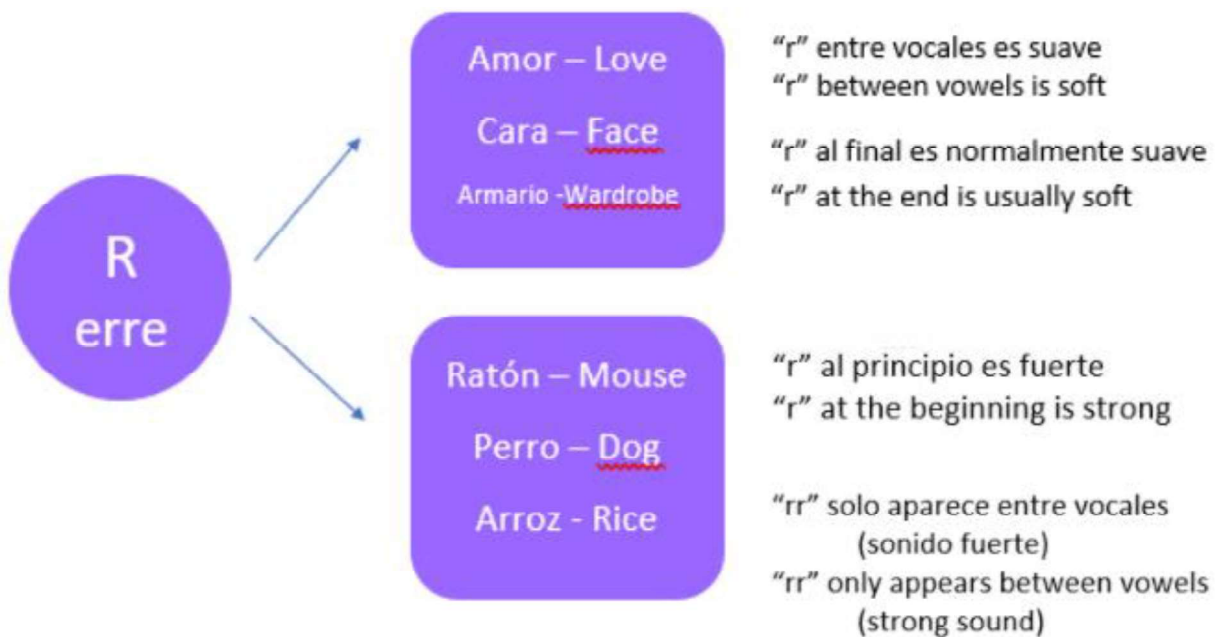 R
erre
Amor – Love
Cara – Face
Armario -Wardrobe
"r" entre vocales es suave
"r" between vowels is soft
"r" al final es normalmente suave
"r" at the end is usually soft
Ratón – Mouse
Perro – Dog
Arroz - Rice
"r" al principio es fuerte
"r" at the beginning is strong
"rr" solo aparece entre vocales
(sonido fuerte)
"rr" only appears between vowels
(strong sound)